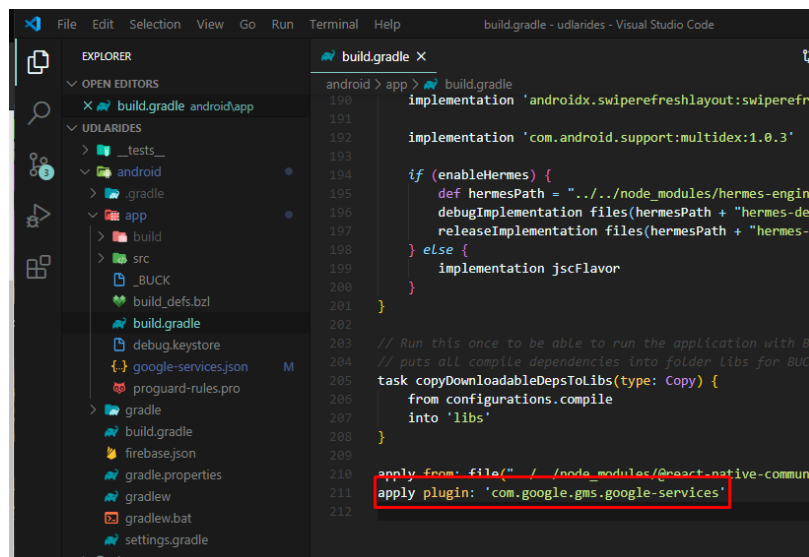 File Edit Selection View Go Run Terminal Help build.gradle - udlarides - Visual Studio Code
EXPLORER
OPEN EDITORS
build.gradle android\app
UDLARIDES
__tests__
android
.gradle
app
build
src
_BUCK
build_defs.bzl
build.gradle
debug.keystore
google-services.json M
proguard-rules.pro
gradle
build.gradle
firebase.json
gradle.properties
gradlew
gradlew.bat
settings.gradle
3
build.gradle
android > app > build.gradle
190 implementation 'androidx.swiperefreshlayout:swiperefr
191
192 implementation 'com.android.support:multidex:1.0.3'
193
194 if (enableHermes) {
195 def hermesPath = "../../node_modules/hermes-engin
196 debugImplementation files(hermesPath + "hermes-de
197 releaseImplementation files(hermesPath + "hermes-
198 } else {
199 implementation jscFlavor
200 }
201 }
202
203 // Run this once to be able to run the application with B
204 // puts all compile dependencies into folder libs for BUC
205 task copyDownloadableDepsToLibs(type: Copy) {
206 from configurations.compile
207 into 'libs'
208 }
209
210 apply from: file("../../node_modules/@react-native-commun
211 apply plugin: 'com.google.gms.google-services'
212